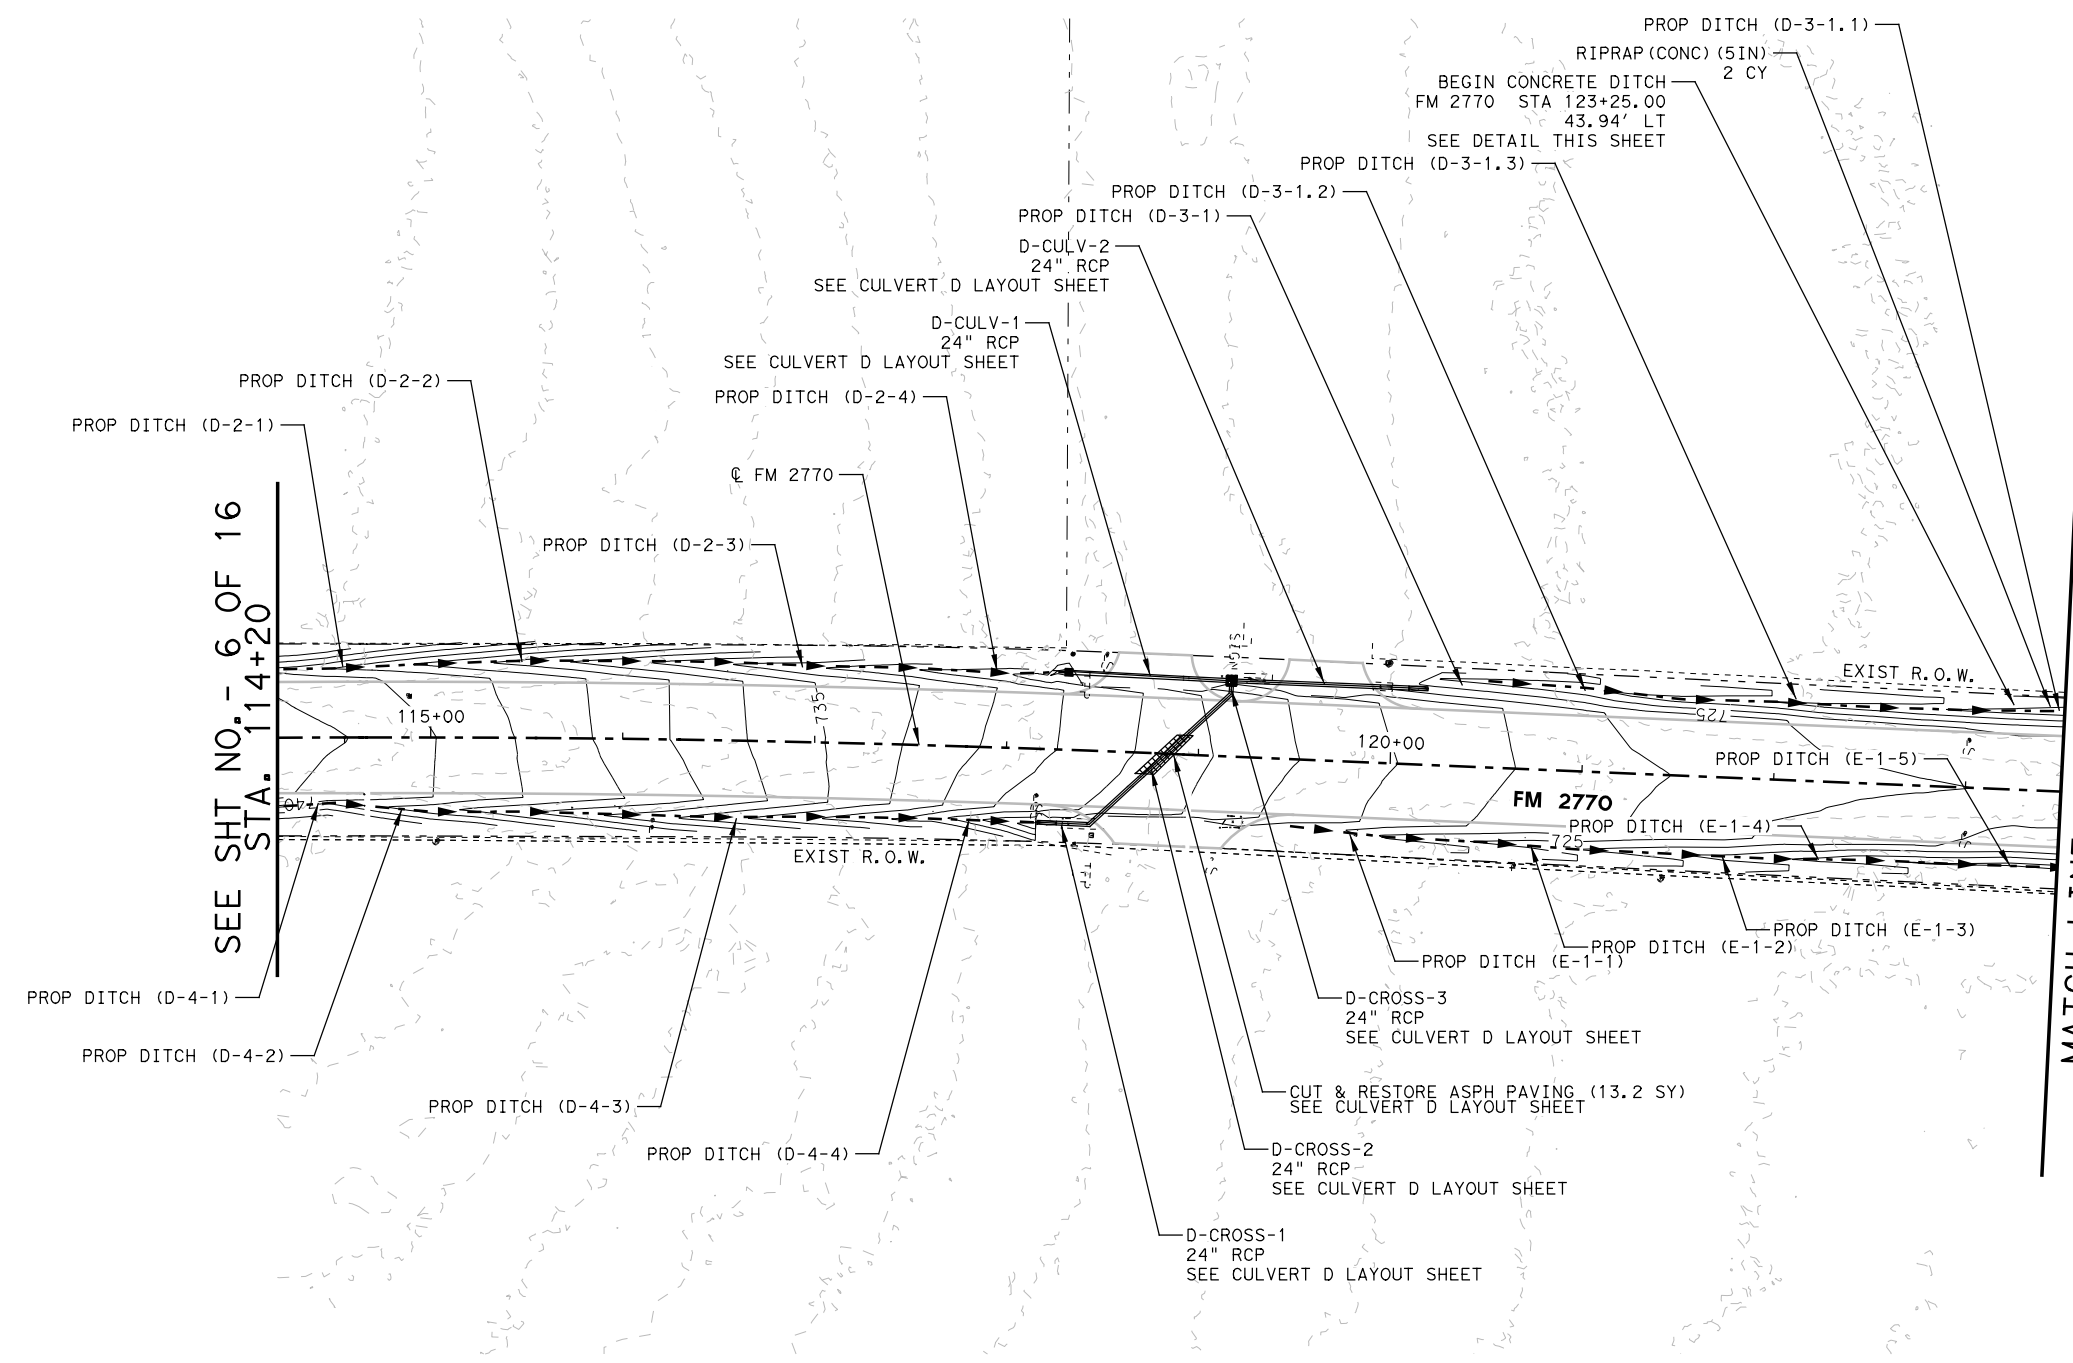 PROP DITCH (D-3-1.1)
RIPRAP(CONC)(5IN)
2 CY
BEGIN CONCRETE DITCH
FM 2770 STA 123+25.00
43.94' LT
SEE DETAIL THIS SHEET
PROP DITCH (D-3-1.3)
PROP DITCH (D-3-1.2)
PROP DITCH (D-3-1)
D-CULV-2
24" RCP
SEE CULVERT D LAYOUT SHEET
D-CULV-1
24" RCP
SEE CULVERT D LAYOUT SHEET
PROP DITCH (D-2-2)
PROP DITCH (D-2-4)
PROP DITCH (D-2-1)
℄ FM 2770
PROP DITCH (D-2-3)
SEE SHT NO.- 6 OF 16
STA. 114+20
EXIST R.O.W.
115+00
735
725
120+00
PROP DITCH (E-1-5)
740
FM 2770
PROP DITCH (E-1-4)
725
EXIST R.O.W.
PROP DITCH (E-1-3)
PROP DITCH (E-1-2)
PROP DITCH (E-1-1)
PROP DITCH (D-4-1)
D-CROSS-3
24" RCP
SEE CULVERT D LAYOUT SHEET
PROP DITCH (D-4-2)
CUT & RESTORE ASPH PAVING (13.2 SY)
SEE CULVERT D LAYOUT SHEET
PROP DITCH (D-4-3)
PROP DITCH (D-4-4)
D-CROSS-2
24" RCP
SEE CULVERT D LAYOUT SHEET
D-CROSS-1
24" RCP
SEE CULVERT D LAYOUT SHEET